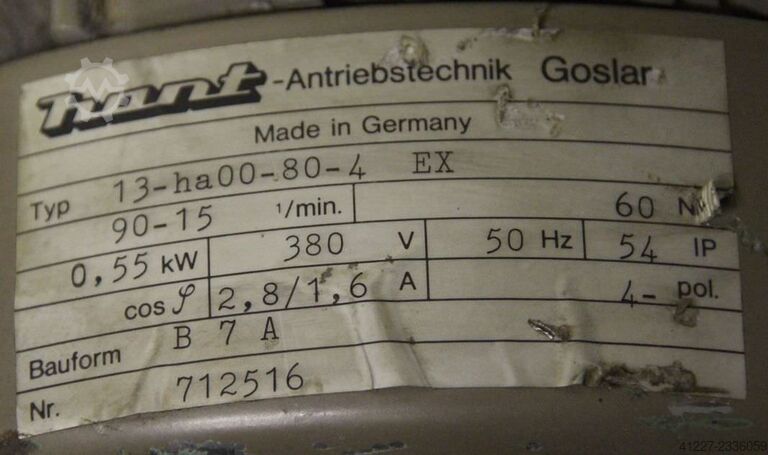 hant-Antriebstechnik Goslar
Made in Germany
Typ 13-ha00-80-4 EX
90-15 1/min. 60
0,55 kW 380 V 50 Hz 54 IP
cos φ 2,8/1,6 A 4- pol.
Bauform B 7 A
Nr. 712516
41227-2336059